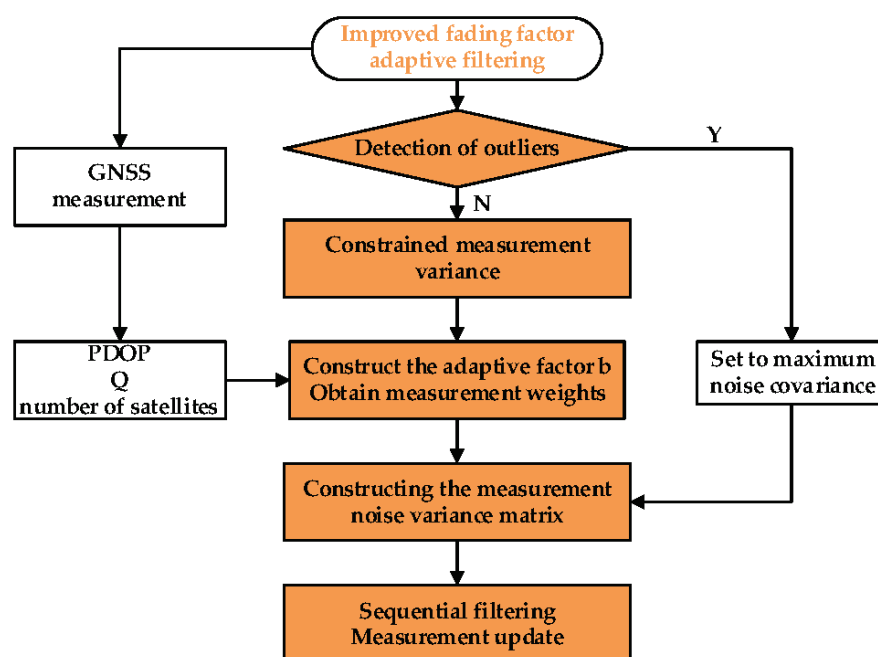 Improved fading factor
adaptive filtering
Detection of outliers
Y
N
GNSS
measurement
Constrained measurement
variance
PDOP
Q
number of satellites
Construct the adaptive factor b
Obtain measurement weights
Set to maximum
noise covariance
Constructing the measurement
noise variance matrix
Sequential filtering
Measurement update